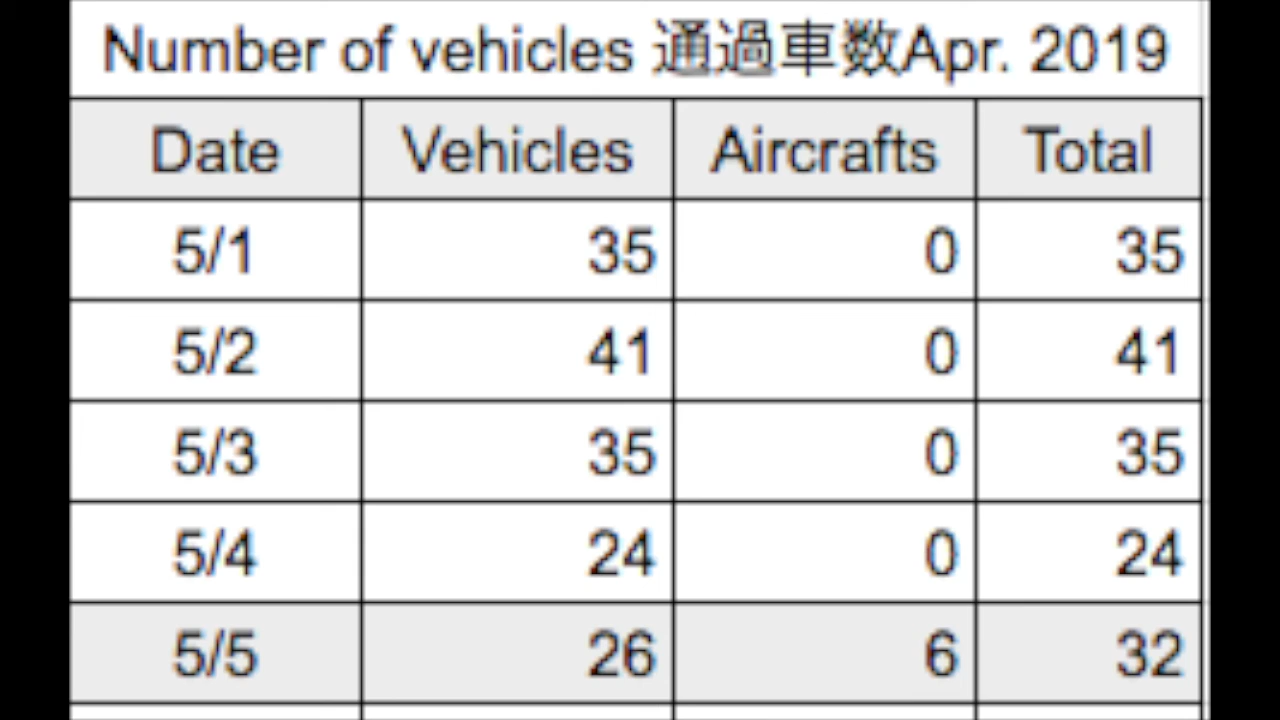 Number of vehicles 通過車数Apr. 2019
Date Vehicles Aircrafts Total
5/1 35 0 35
5/2 41 0 41
5/3 35 0 35
5/4 24 0 24
5/5 26 6 32